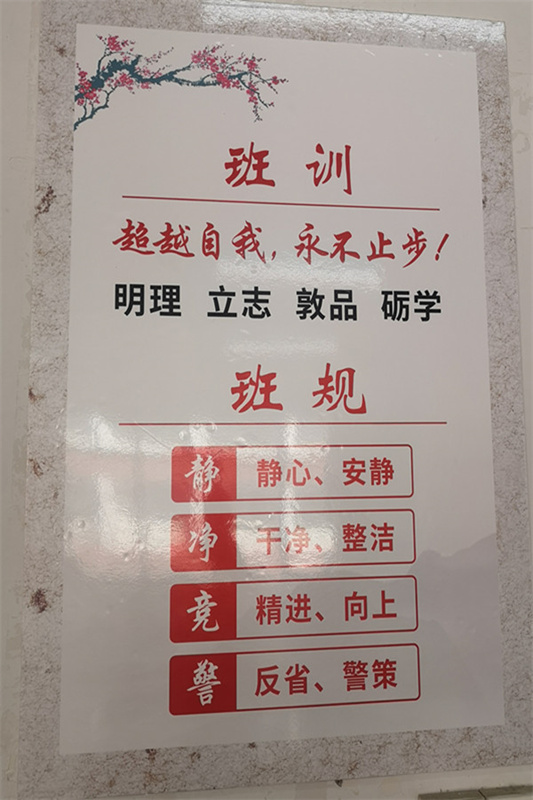 班训
超越自我，永不止步！
明理 立志 敦品 砺学
班规
静 静心、安静
净 干净、整洁
竞 精进、向上
警 反省、警策